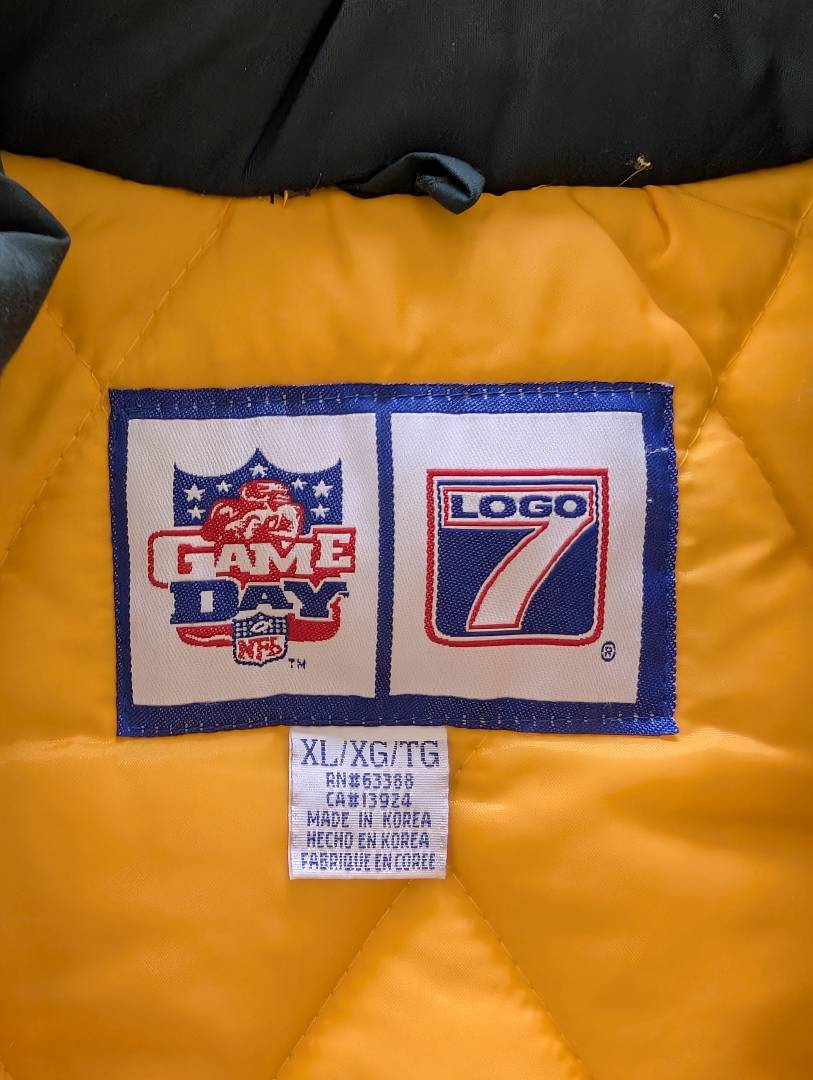 GAME
DAY
NFL
TM
LOGO
7
®
XL/XG/TG
RN#63388
CA#13924
MADE IN KOREA
HECHO EN KOREA
FABRIQUE EN COREE